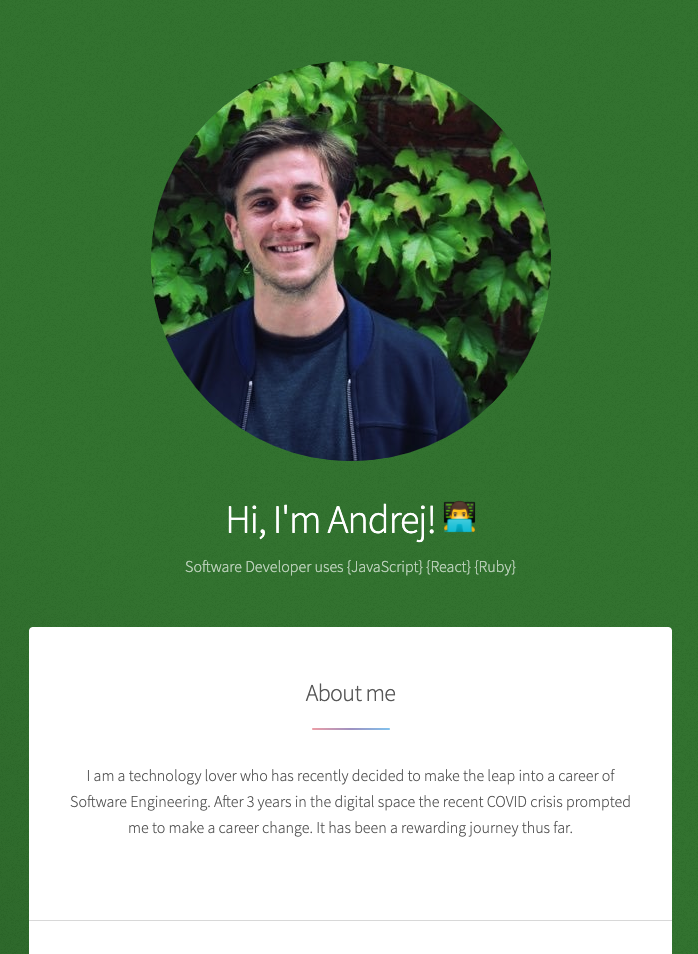 Hi, I'm Andrej! 👨‍💻
Software Developer uses {JavaScript} {React} {Ruby}
About me
I am a technology lover who has recently decided to make the leap into a career of
Software Engineering. After 3 years in the digital space the recent COVID crisis prompted
me to make a career change. It has been a rewarding journey thus far.